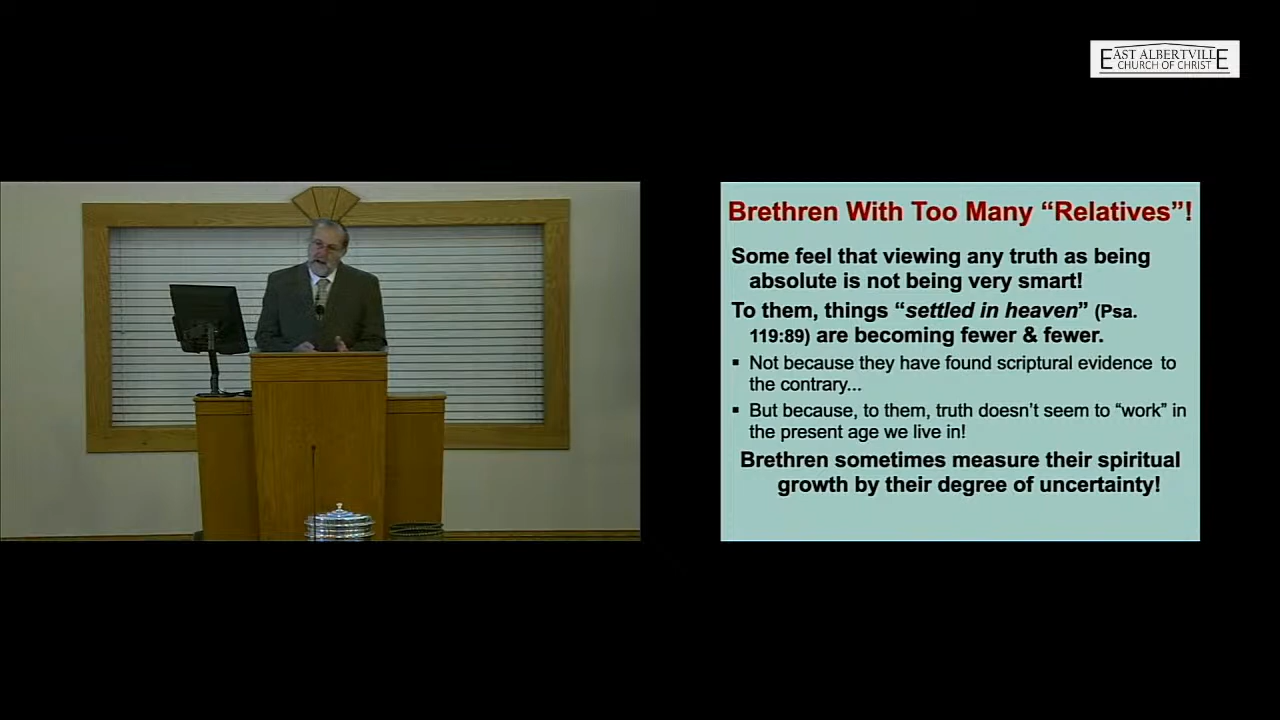 EAST ALBERTVILLE
CHURCH OF CHRIST
Brethren With Too Many “Relatives”!
Some feel that viewing any truth as being
absolute is not being very smart!
To them, things “settled in heaven” (Psa.
119:89) are becoming fewer & fewer.
▪ Not because they have found scriptural evidence to
the contrary...
▪ But because, to them, truth doesn’t seem to “work” in
the present age we live in!
Brethren sometimes measure their spiritual
growth by their degree of uncertainty!